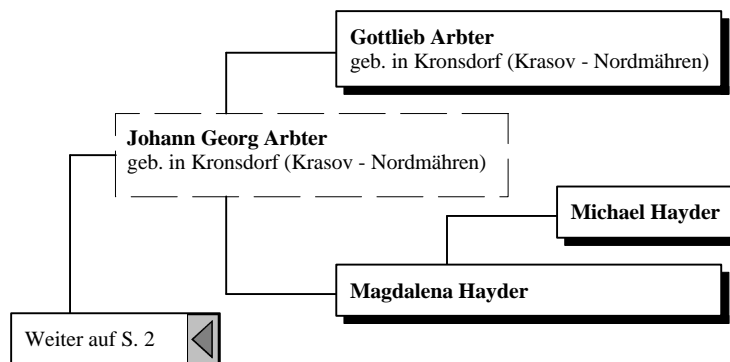 Gottlieb Arbter
geb. in Kronsdorf (Krasov - Nordmähren)
Johann Georg Arbter
geb. in Kronsdorf (Krasov - Nordmähren)
Michael Hayder
Magdalena Hayder
Weiter auf S. 2